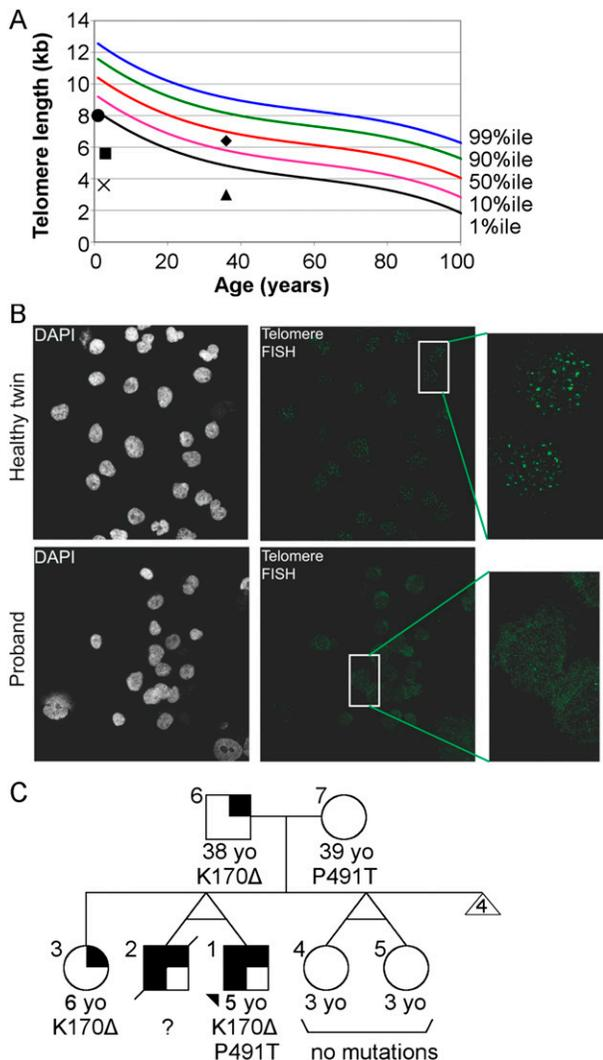 A
Telomere length (kb)
14
12
10
8
6
4
2
0
0 20 40 60 80 100
Age (years)
99%ile
90%ile
50%ile
10%ile
1%ile
B
Healthy twin
DAPI
Telomere
FISH
Proband
DAPI
Telomere
FISH
C
6 7
38 yo 39 yo
K170Δ P491T
4
3 2 1 4 5
6 yo 5 yo 3 yo 3 yo
K170Δ ? K170Δ
P491T no mutations